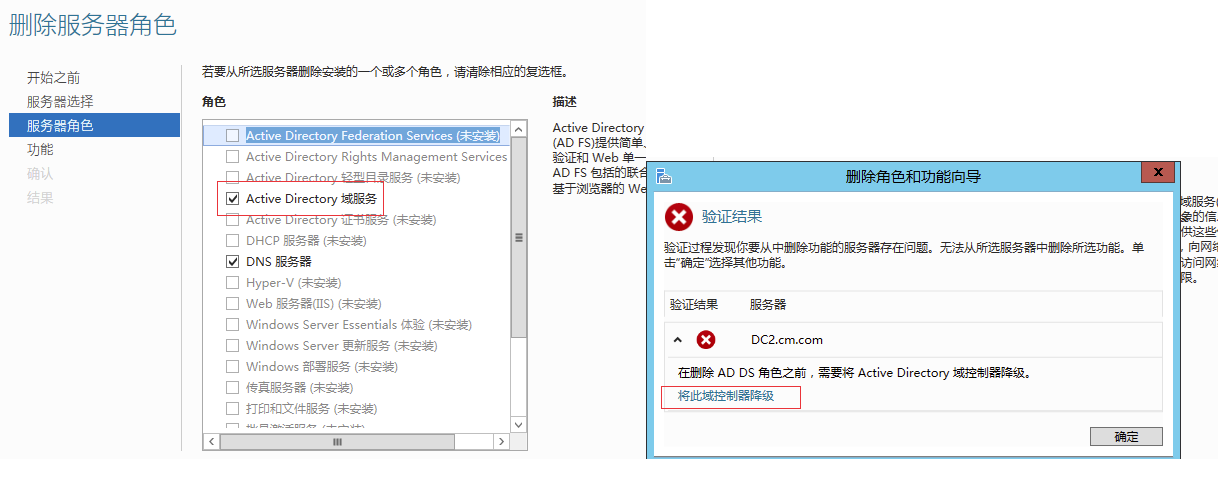 删除服务器角色
开始之前
服务器选择
服务器角色
功能
确认
结果
若要从所选服务器删除安装的一个或多个角色，请清除相应的复选框。
角色
Active Directory Federation Services (未安装)
Active Directory Rights Management Services
Active Directory 轻型目录服务 (未安装)
Active Directory 域服务
Active Directory 证书服务 (未安装)
DHCP 服务器 (未安装)
DNS 服务器
Hyper-V (未安装)
Web 服务器(IIS) (未安装)
Windows Server Essentials 体验 (未安装)
Windows Server 更新服务 (未安装)
Windows 部署服务 (未安装)
传真服务器 (未安装)
打印和文件服务 (未安装)
描述
Active Directory
(AD FS)提供简单、
验证和 Web 单一
AD FS 包括的联合
基于浏览器的 We
删除角色和功能向导
验证结果
验证过程发现你要从中删除功能的服务器存在问题。无法从所选服务器中删除所选功能。单
击“确定”选择其他功能。
验证结果 服务器
DC2.cm.com
在删除 AD DS 角色之前，需要将 Active Directory 域控制器降级。
将此域控制器降级
确定
域服务(
象的信
供这些
，向网络
访问网
限。